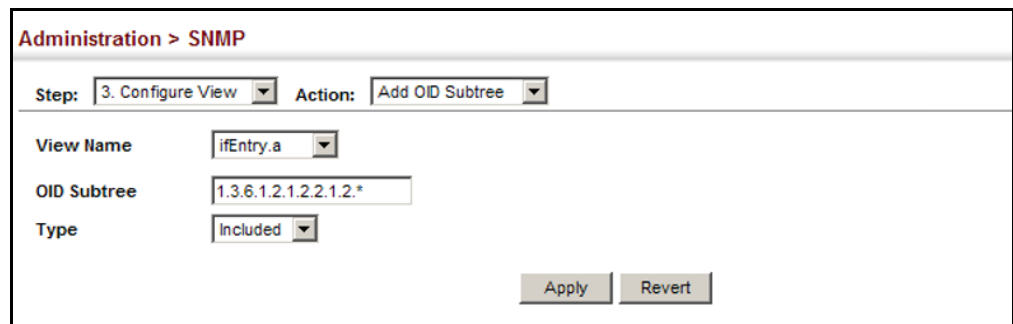 Administration > SNMP
Step: 3. Configure View Action: Add OID Subtree
View Name ifEntry.a
OID Subtree 1.3.6.1.2.1.2.2.1.2.*
Type Included
Apply Revert